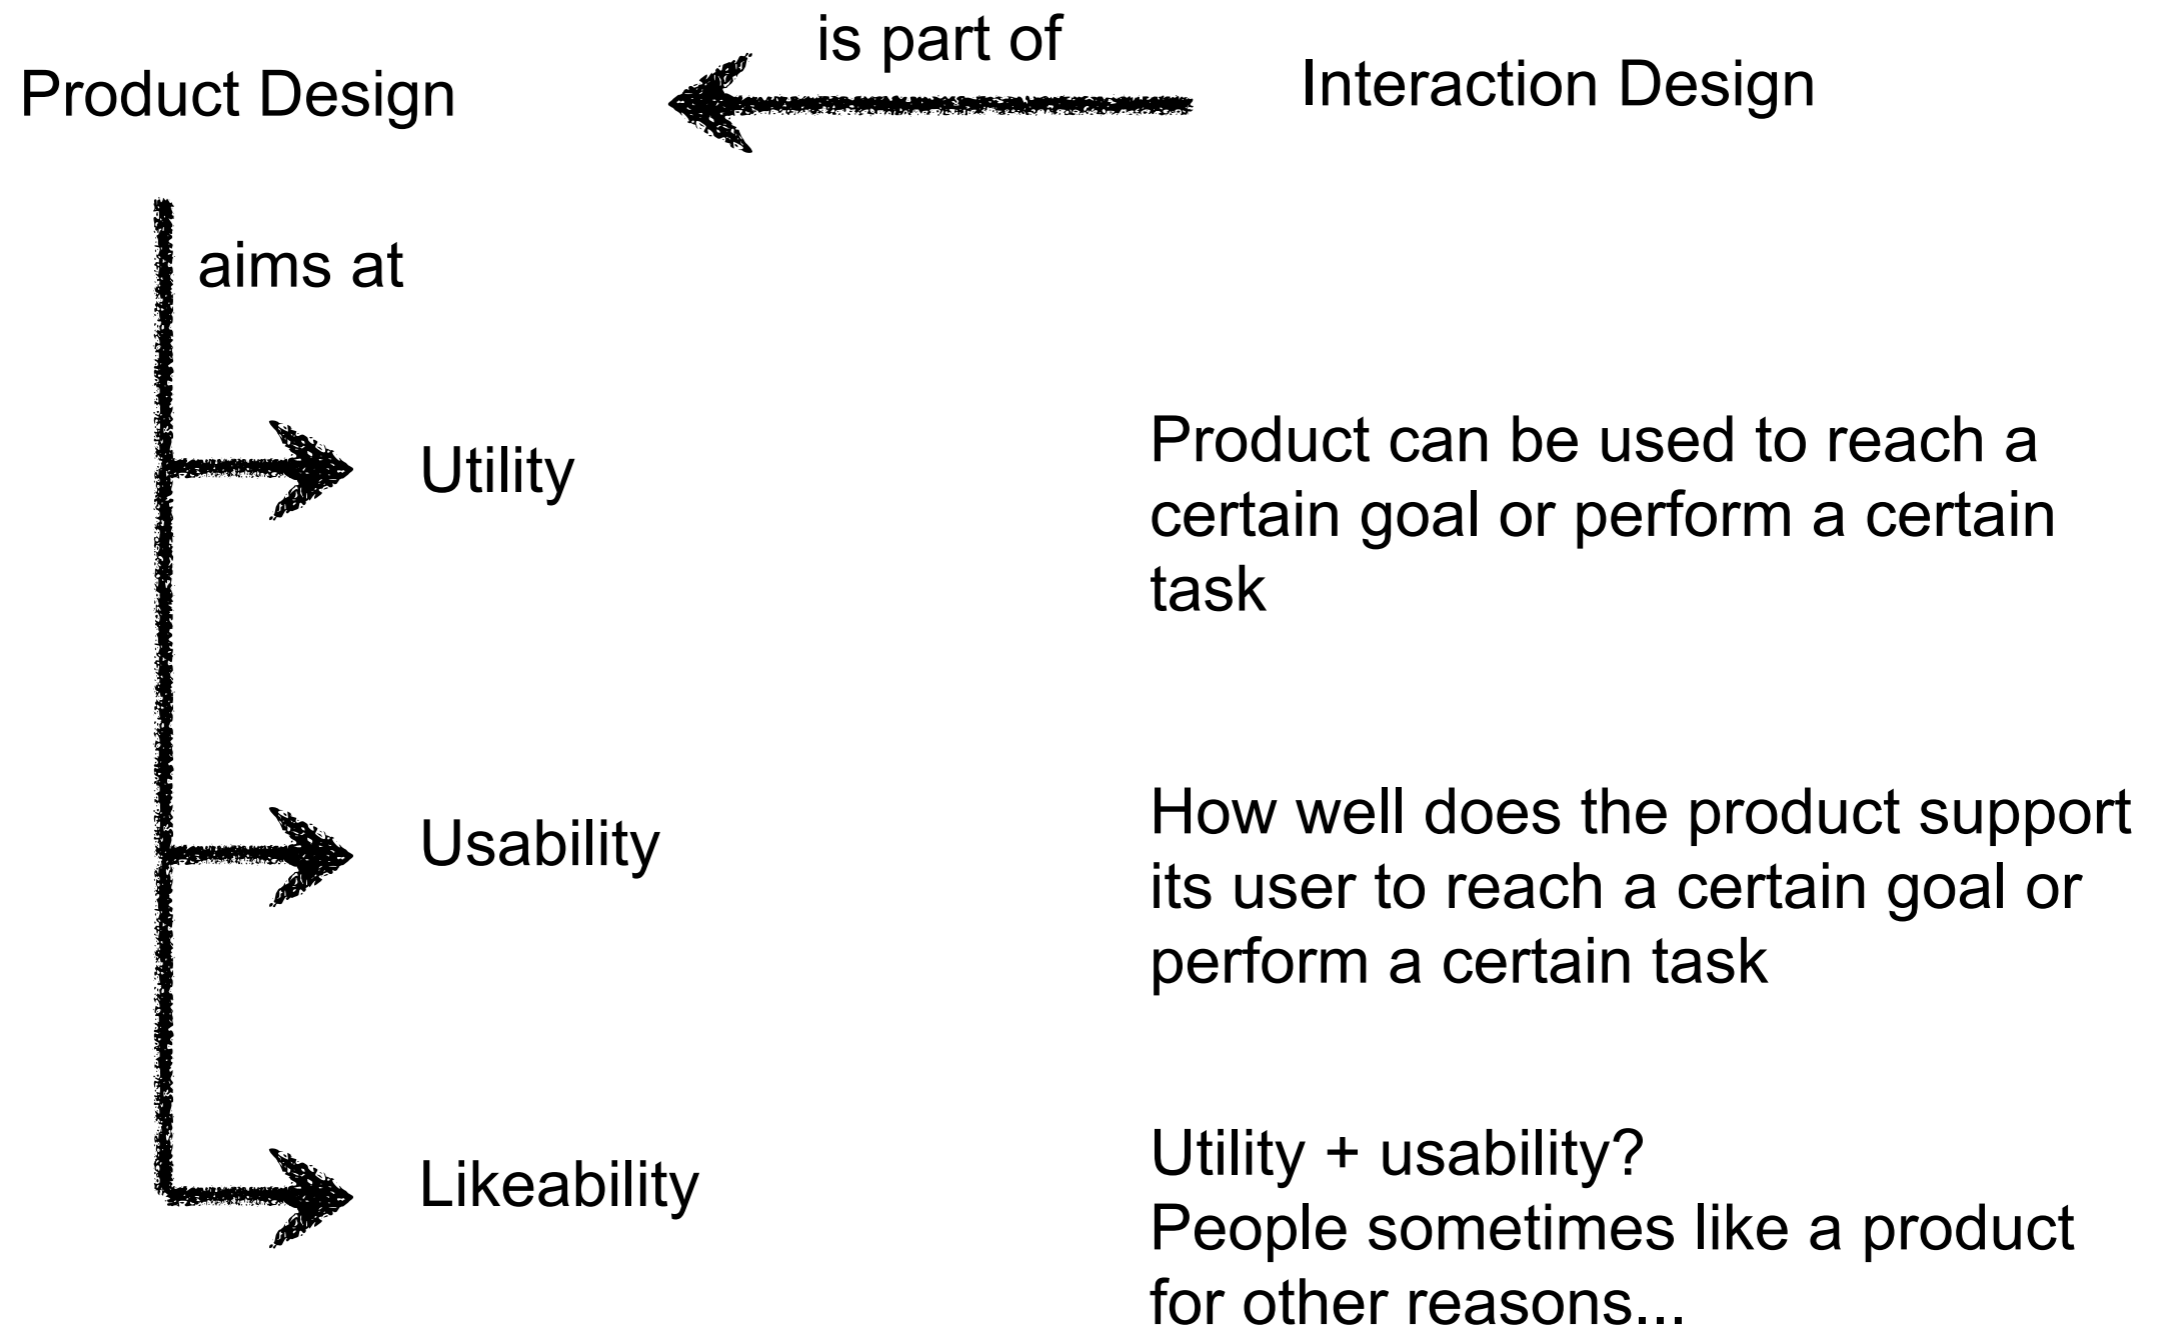 is part of
Product Design
Interaction Design
aims at
Utility
Product can be used to reach a
certain goal or perform a certain
task
Usability
How well does the product support
its user to reach a certain goal or
perform a certain task
Likeability
Utility + usability?
People sometimes like a product
for other reasons...